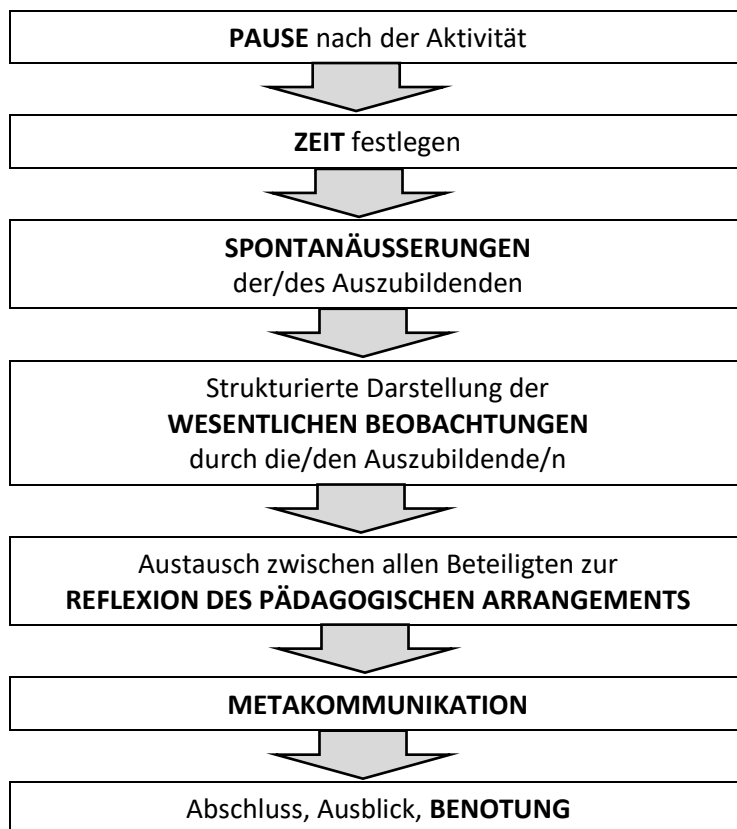 PAUSE nach der Aktivität
ZEIT festlegen
SPONTANÄUSSERUNGEN
der/des Auszubildenden
Strukturierte Darstellung der
WESENTLICHEN BEOBACHTUNGEN
durch die/den Auszubildende/n
Austausch zwischen allen Beteiligten zur
REFLEXION DES PÄDAGOGISCHEN ARRANGEMENTS
METAKOMMUNIKATION
Abschluss, Ausblick, BENOTUNG